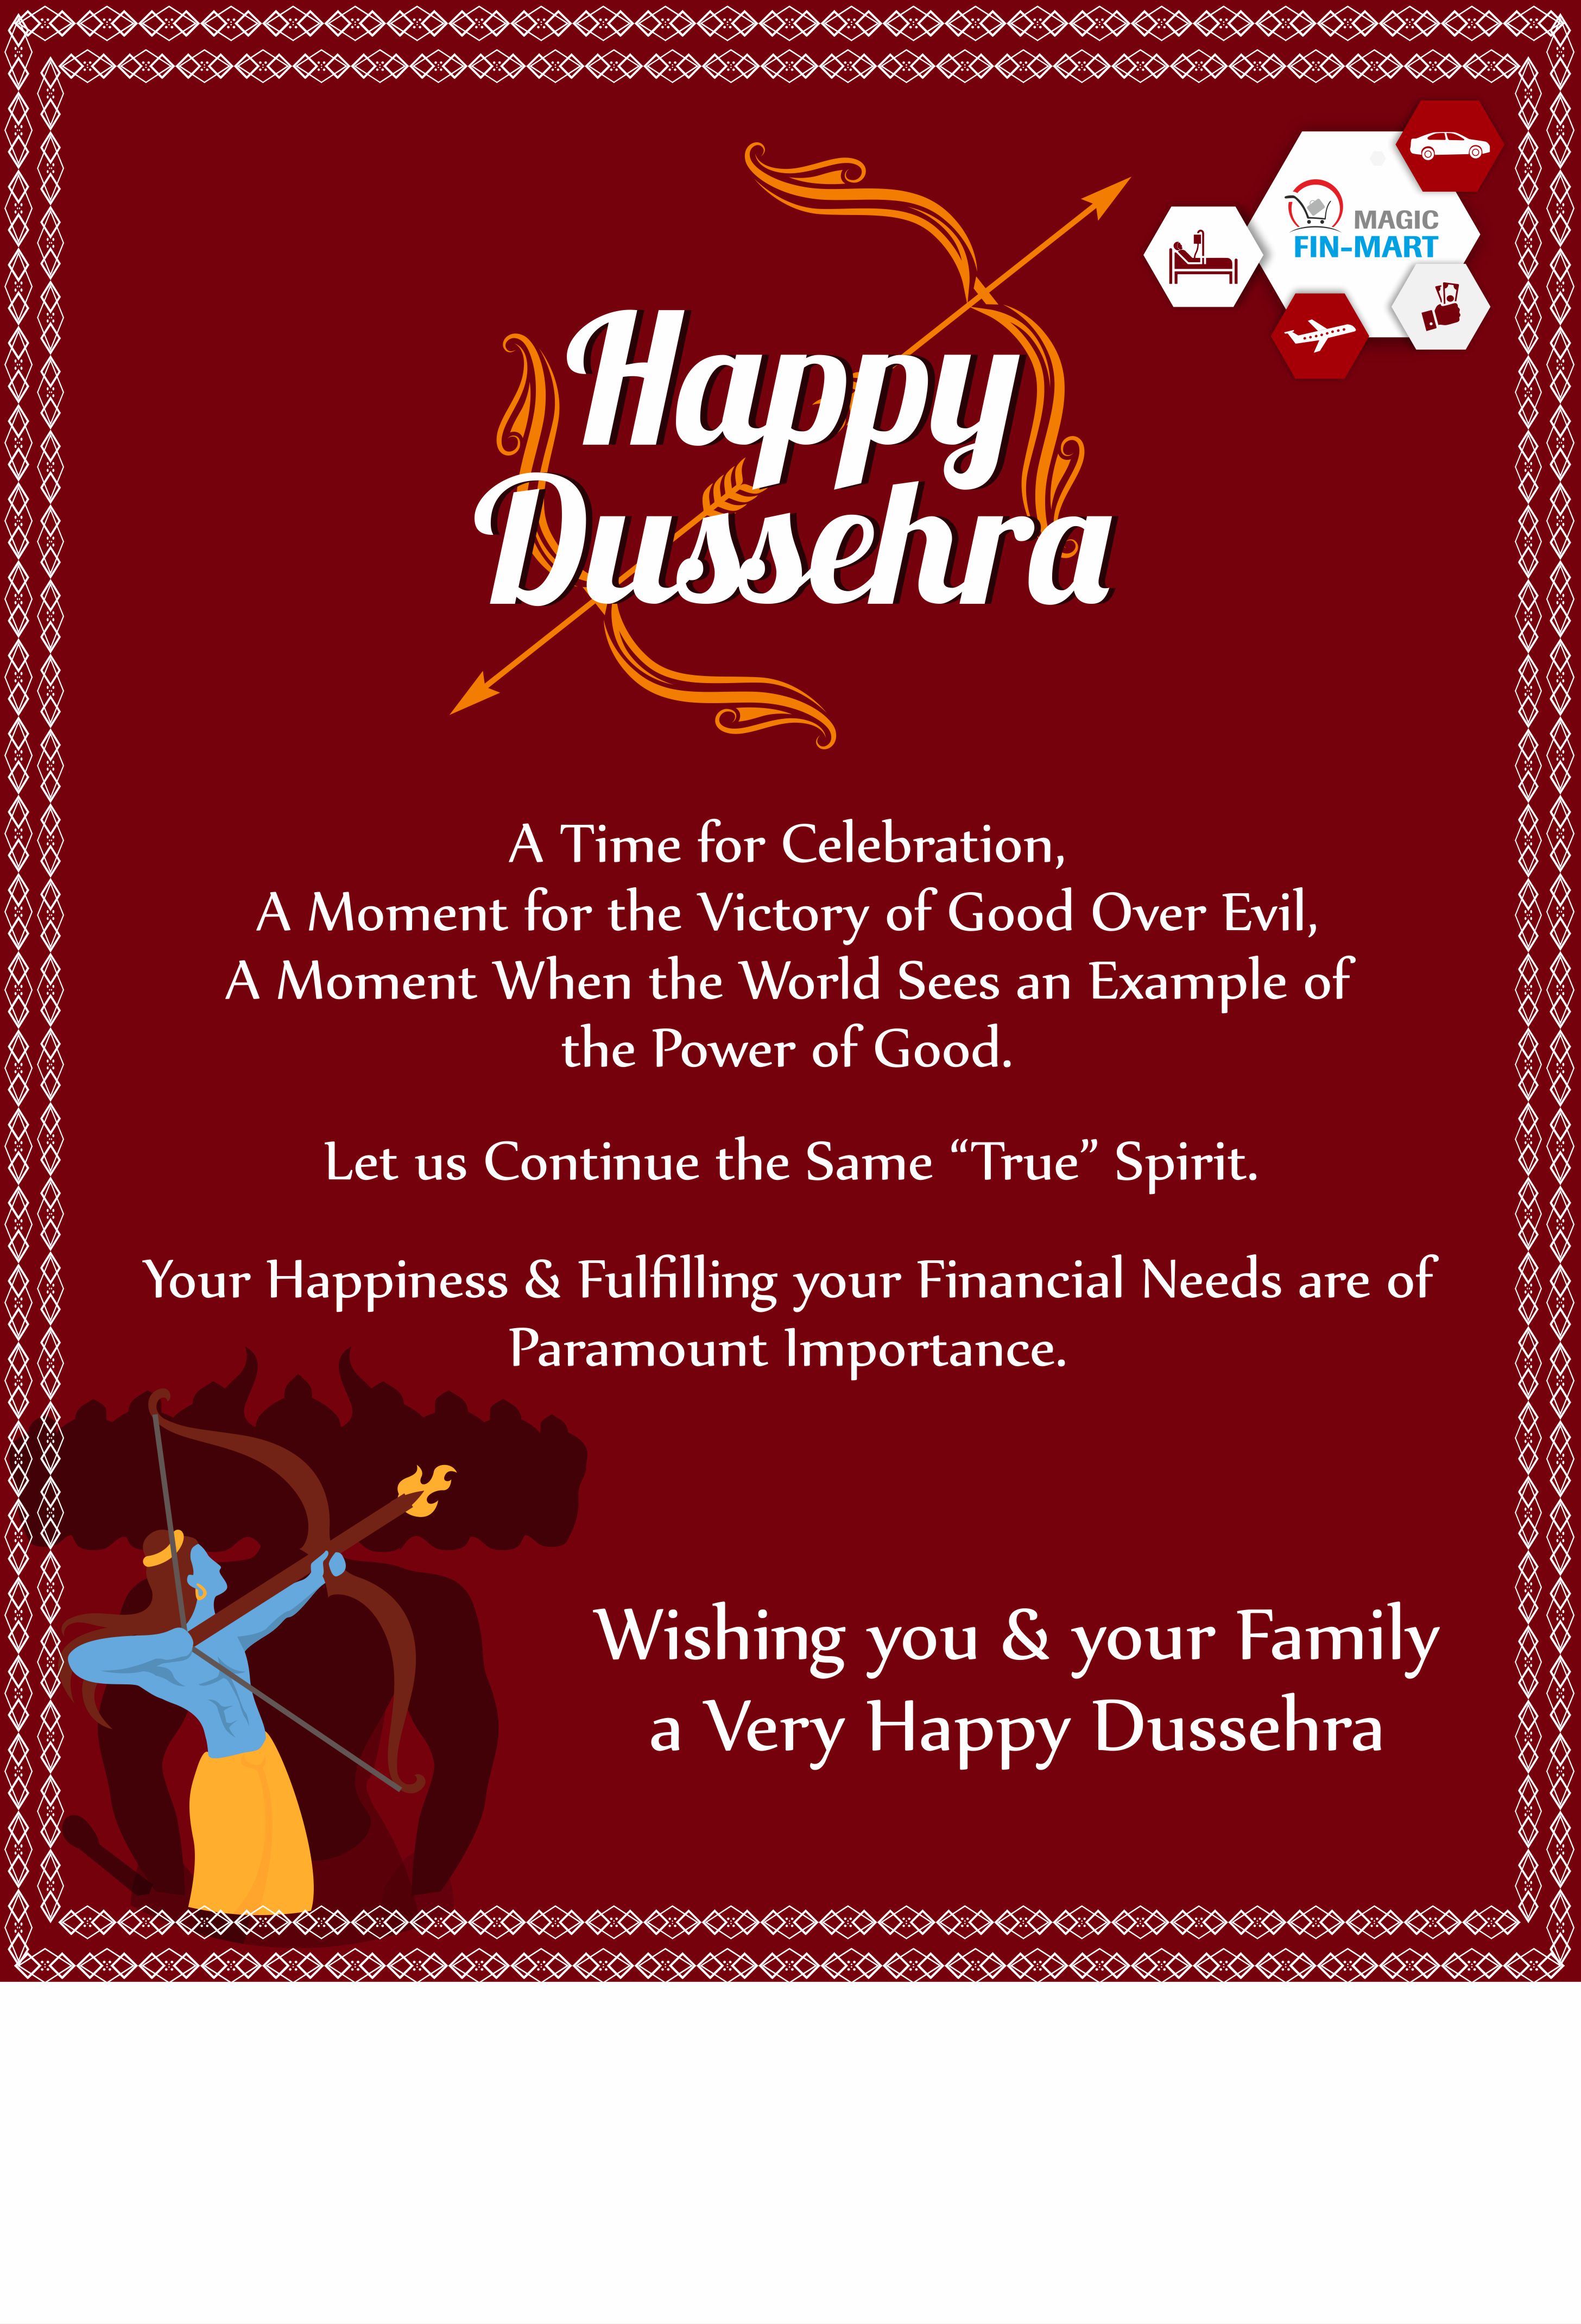 MAGIC
FIN-MART
Happy
Dussehra
A Time for Celebration,
A Moment for the Victory of Good Over Evil,
A Moment When the World Sees an Example of
the Power of Good.
Let us Continue the Same “True” Spirit.
Your Happiness & Fulfilling your Financial Needs are of
Paramount Importance.
Wishing you & your Family
a Very Happy Dussehra